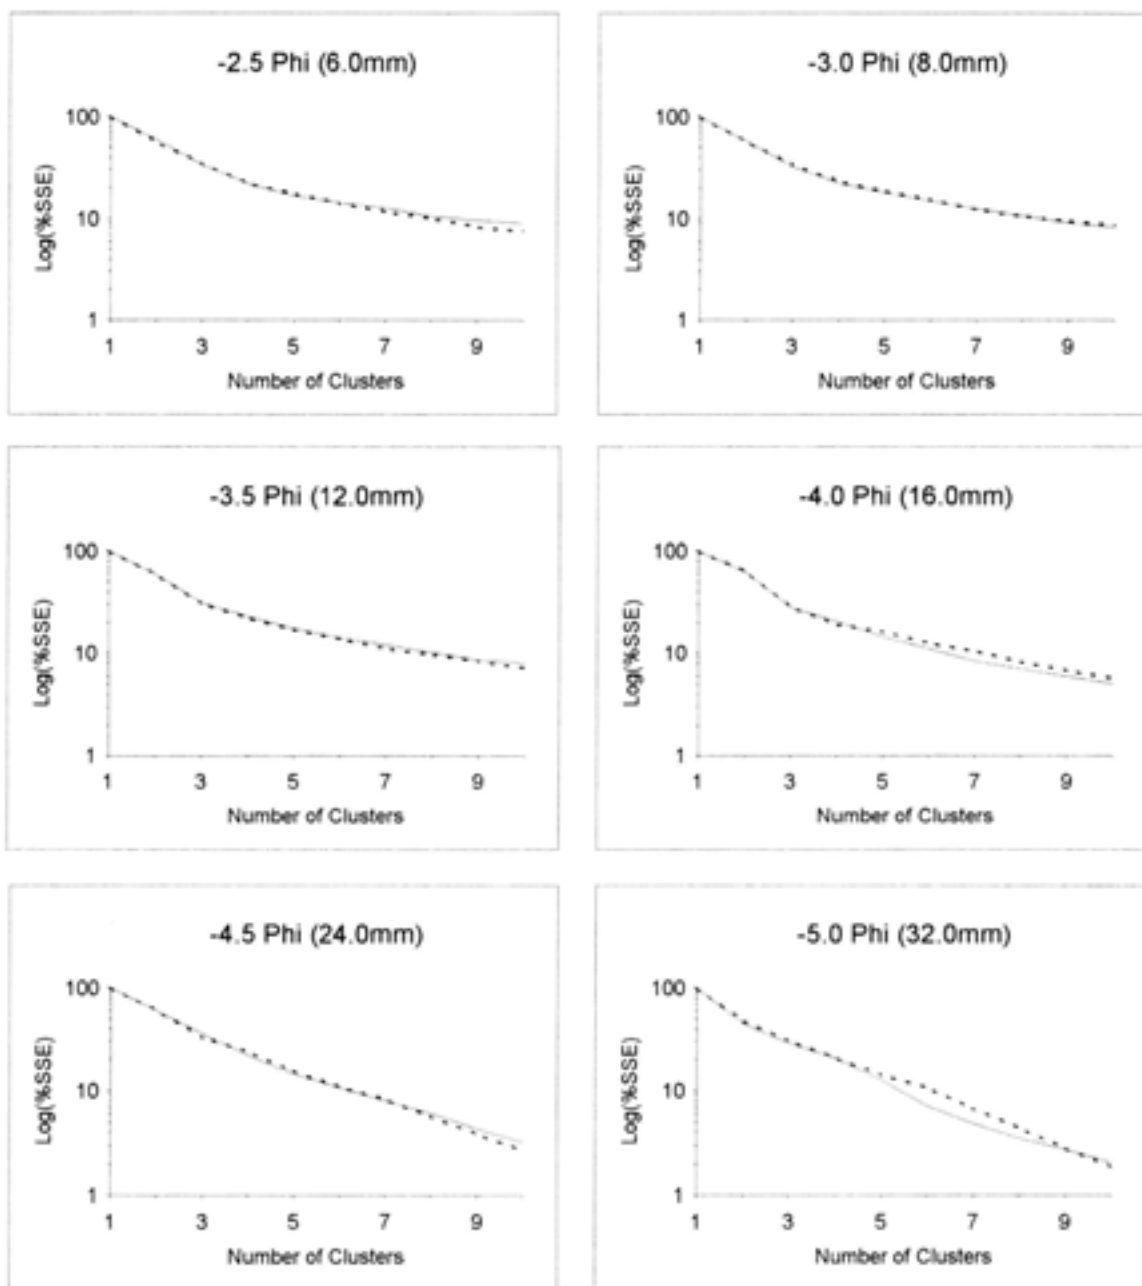 -2.5 Phi (6.0mm)
100
10
1
Log(%SSE)
1 3 5 7 9
Number of Clusters
-3.0 Phi (8.0mm)
100
10
1
Log(%SSE)
1 3 5 7 9
Number of Clusters
-3.5 Phi (12.0mm)
100
10
1
Log(%SSE)
1 3 5 7 9
Number of Clusters
-4.0 Phi (16.0mm)
100
10
1
Log(%SSE)
1 3 5 7 9
Number of Clusters
-4.5 Phi (24.0mm)
100
10
1
Log(%SSE)
1 3 5 7 9
Number of Clusters
-5.0 Phi (32.0mm)
100
10
1
Log(%SSE)
1 3 5 7 9
Number of Clusters